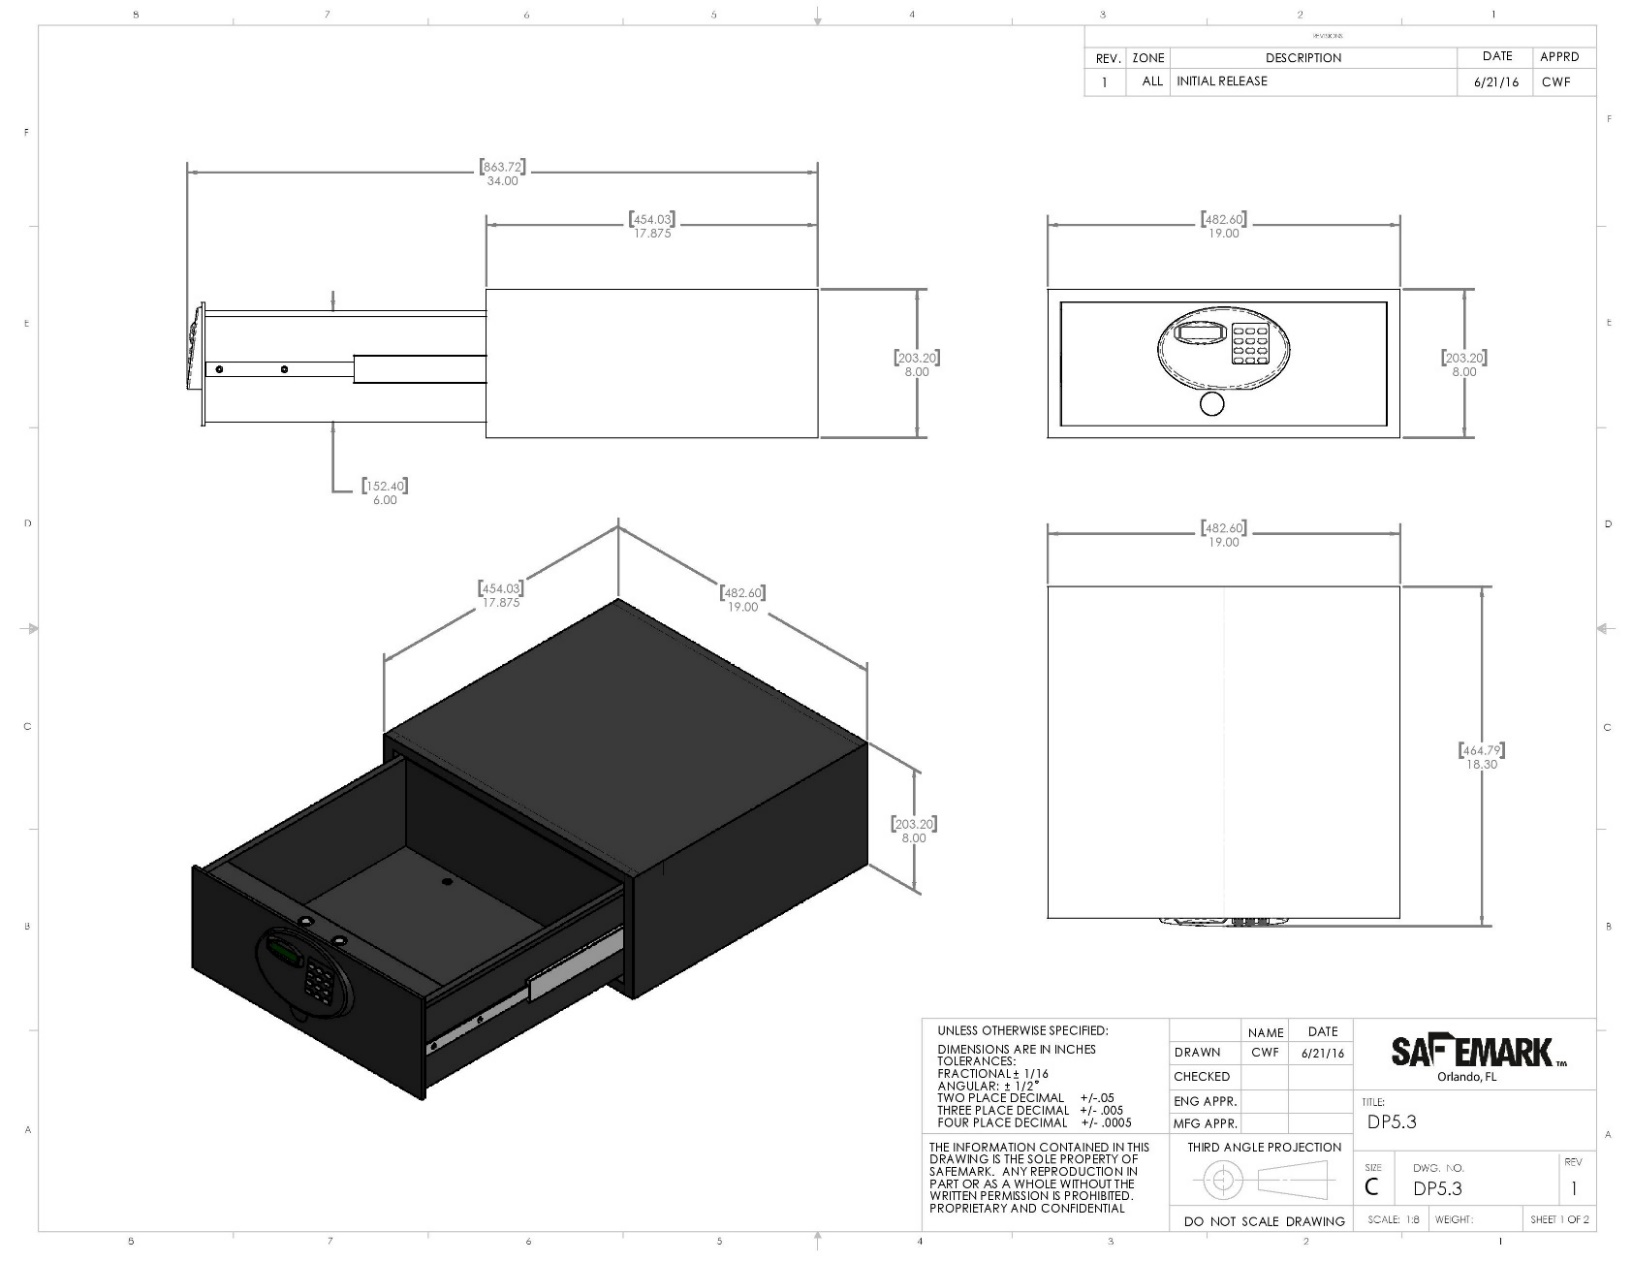 8 7 6 5 4 3 2 1
REVISIONS
REV. ZONE DESCRIPTION DATE APPRD
1 ALL INITIAL RELEASE 6/21/16 CWF
F F
[863.72]
34.00
[454.03]
17.875
[482.60]
19.00
E E
[203.20]
8.00
[203.20]
8.00
[152.40]
6.00
D D
[482.60]
19.00
[454.03]
17.875
[482.60]
19.00
C C
[464.79]
18.30
[203.20]
8.00
B B
UNLESS OTHERWISE SPECIFIED:
DIMENSIONS ARE IN INCHES
TOLERANCES:
FRACTIONAL ± 1/16
ANGULAR: ± 1/2°
TWO PLACE DECIMAL +/-.05
THREE PLACE DECIMAL +/- .005
FOUR PLACE DECIMAL +/- .0005
NAME DATE
DRAWN CWF 6/21/16
CHECKED
ENG APPR.
MFG APPR.
SAFEMARK TM
Orlando, FL
TITLE:
DP5.3
A A
THE INFORMATION CONTAINED IN THIS
DRAWING IS THE SOLE PROPERTY OF
SAFEMARK. ANY REPRODUCTION IN
PART OR AS A WHOLE WITHOUT THE
WRITTEN PERMISSION IS PROHIBITED.
PROPRIETARY AND CONFIDENTIAL
THIRD ANGLE PROJECTION
DO NOT SCALE DRAWING
SIZE DWG. NO. REV
C DP5.3 1
SCALE: 1:8 WEIGHT: SHEET 1 OF 2
8 7 6 5 4 3 2 1